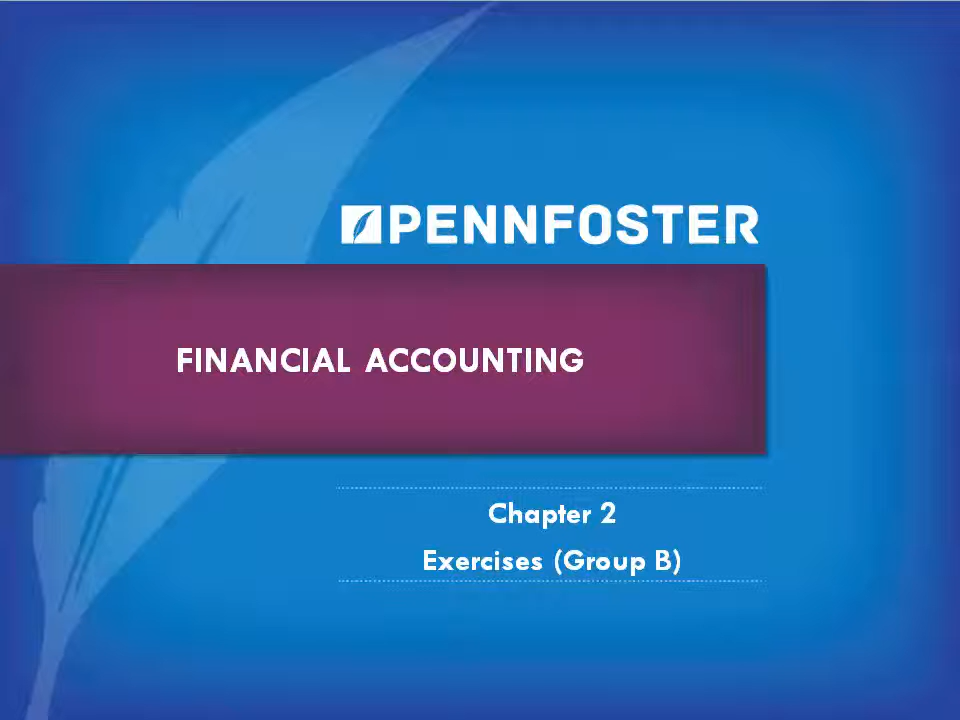 PENNFOSTER
FINANCIAL ACCOUNTING
Chapter 2
Exercises (Group B)